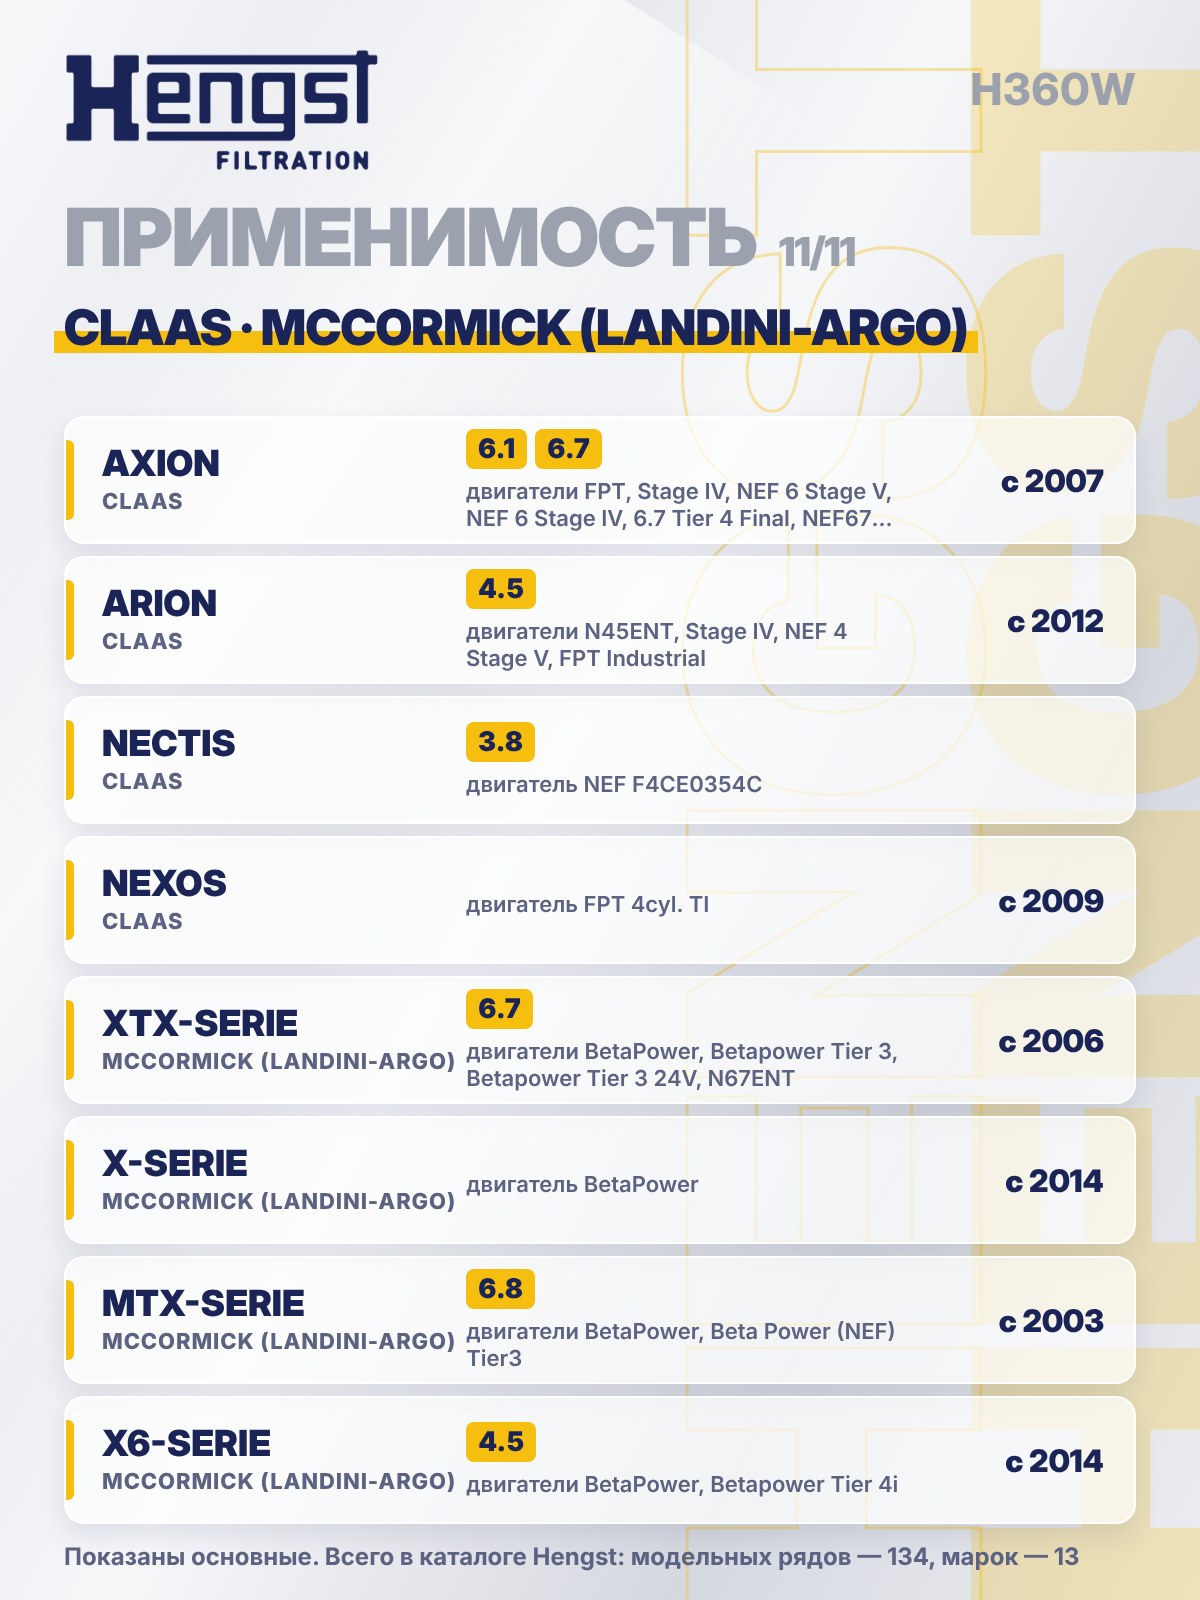 Hengst
FILTRATION
H360W
ПРИМЕНИМОСТЬ 11/11
CLAAS · MCCORMICK (LANDINI-ARGO)
AXION
CLAAS
6.1 6.7
двигатели FPT, Stage IV, NEF 6 Stage V,
NEF 6 Stage IV, 6.7 Tier 4 Final, NEF67...
с 2007
ARION
CLAAS
4.5
двигатели N45ENT, Stage IV, NEF 4
Stage V, FPT Industrial
с 2012
NECTIS
CLAAS
3.8
двигатель NEF F4CE0354C
NEXOS
CLAAS
двигатель FPT 4cyl. TI
с 2009
XTX-SERIE
MCCORMICK (LANDINI-ARGO)
6.7
двигатели BetaPower, Betapower Tier 3,
Betapower Tier 3 24V, N67ENT
с 2006
X-SERIE
MCCORMICK (LANDINI-ARGO)
двигатель BetaPower
с 2014
MTX-SERIE
MCCORMICK (LANDINI-ARGO)
6.8
двигатели BetaPower, Beta Power (NEF)
Tier3
с 2003
X6-SERIE
MCCORMICK (LANDINI-ARGO)
4.5
двигатели BetaPower, Betapower Tier 4i
с 2014
Показаны основные. Всего в каталоге Hengst: модельных рядов — 134, марок — 13
HENGST